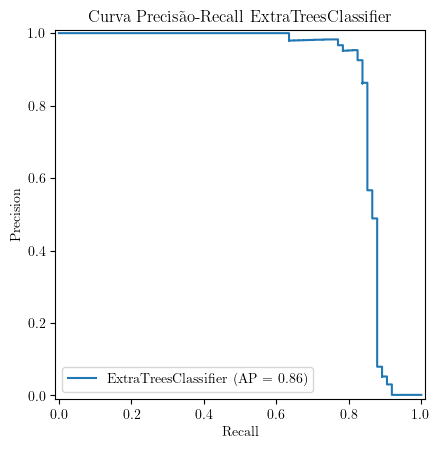 Curva Precisão-Recall ExtraTreesClassifier
1.0
0.8
0.6
0.4
0.2
0.0
Precision
ExtraTreesClassifier (AP = 0.86)
0.0 0.2 0.4 0.6 0.8 1.0
Recall